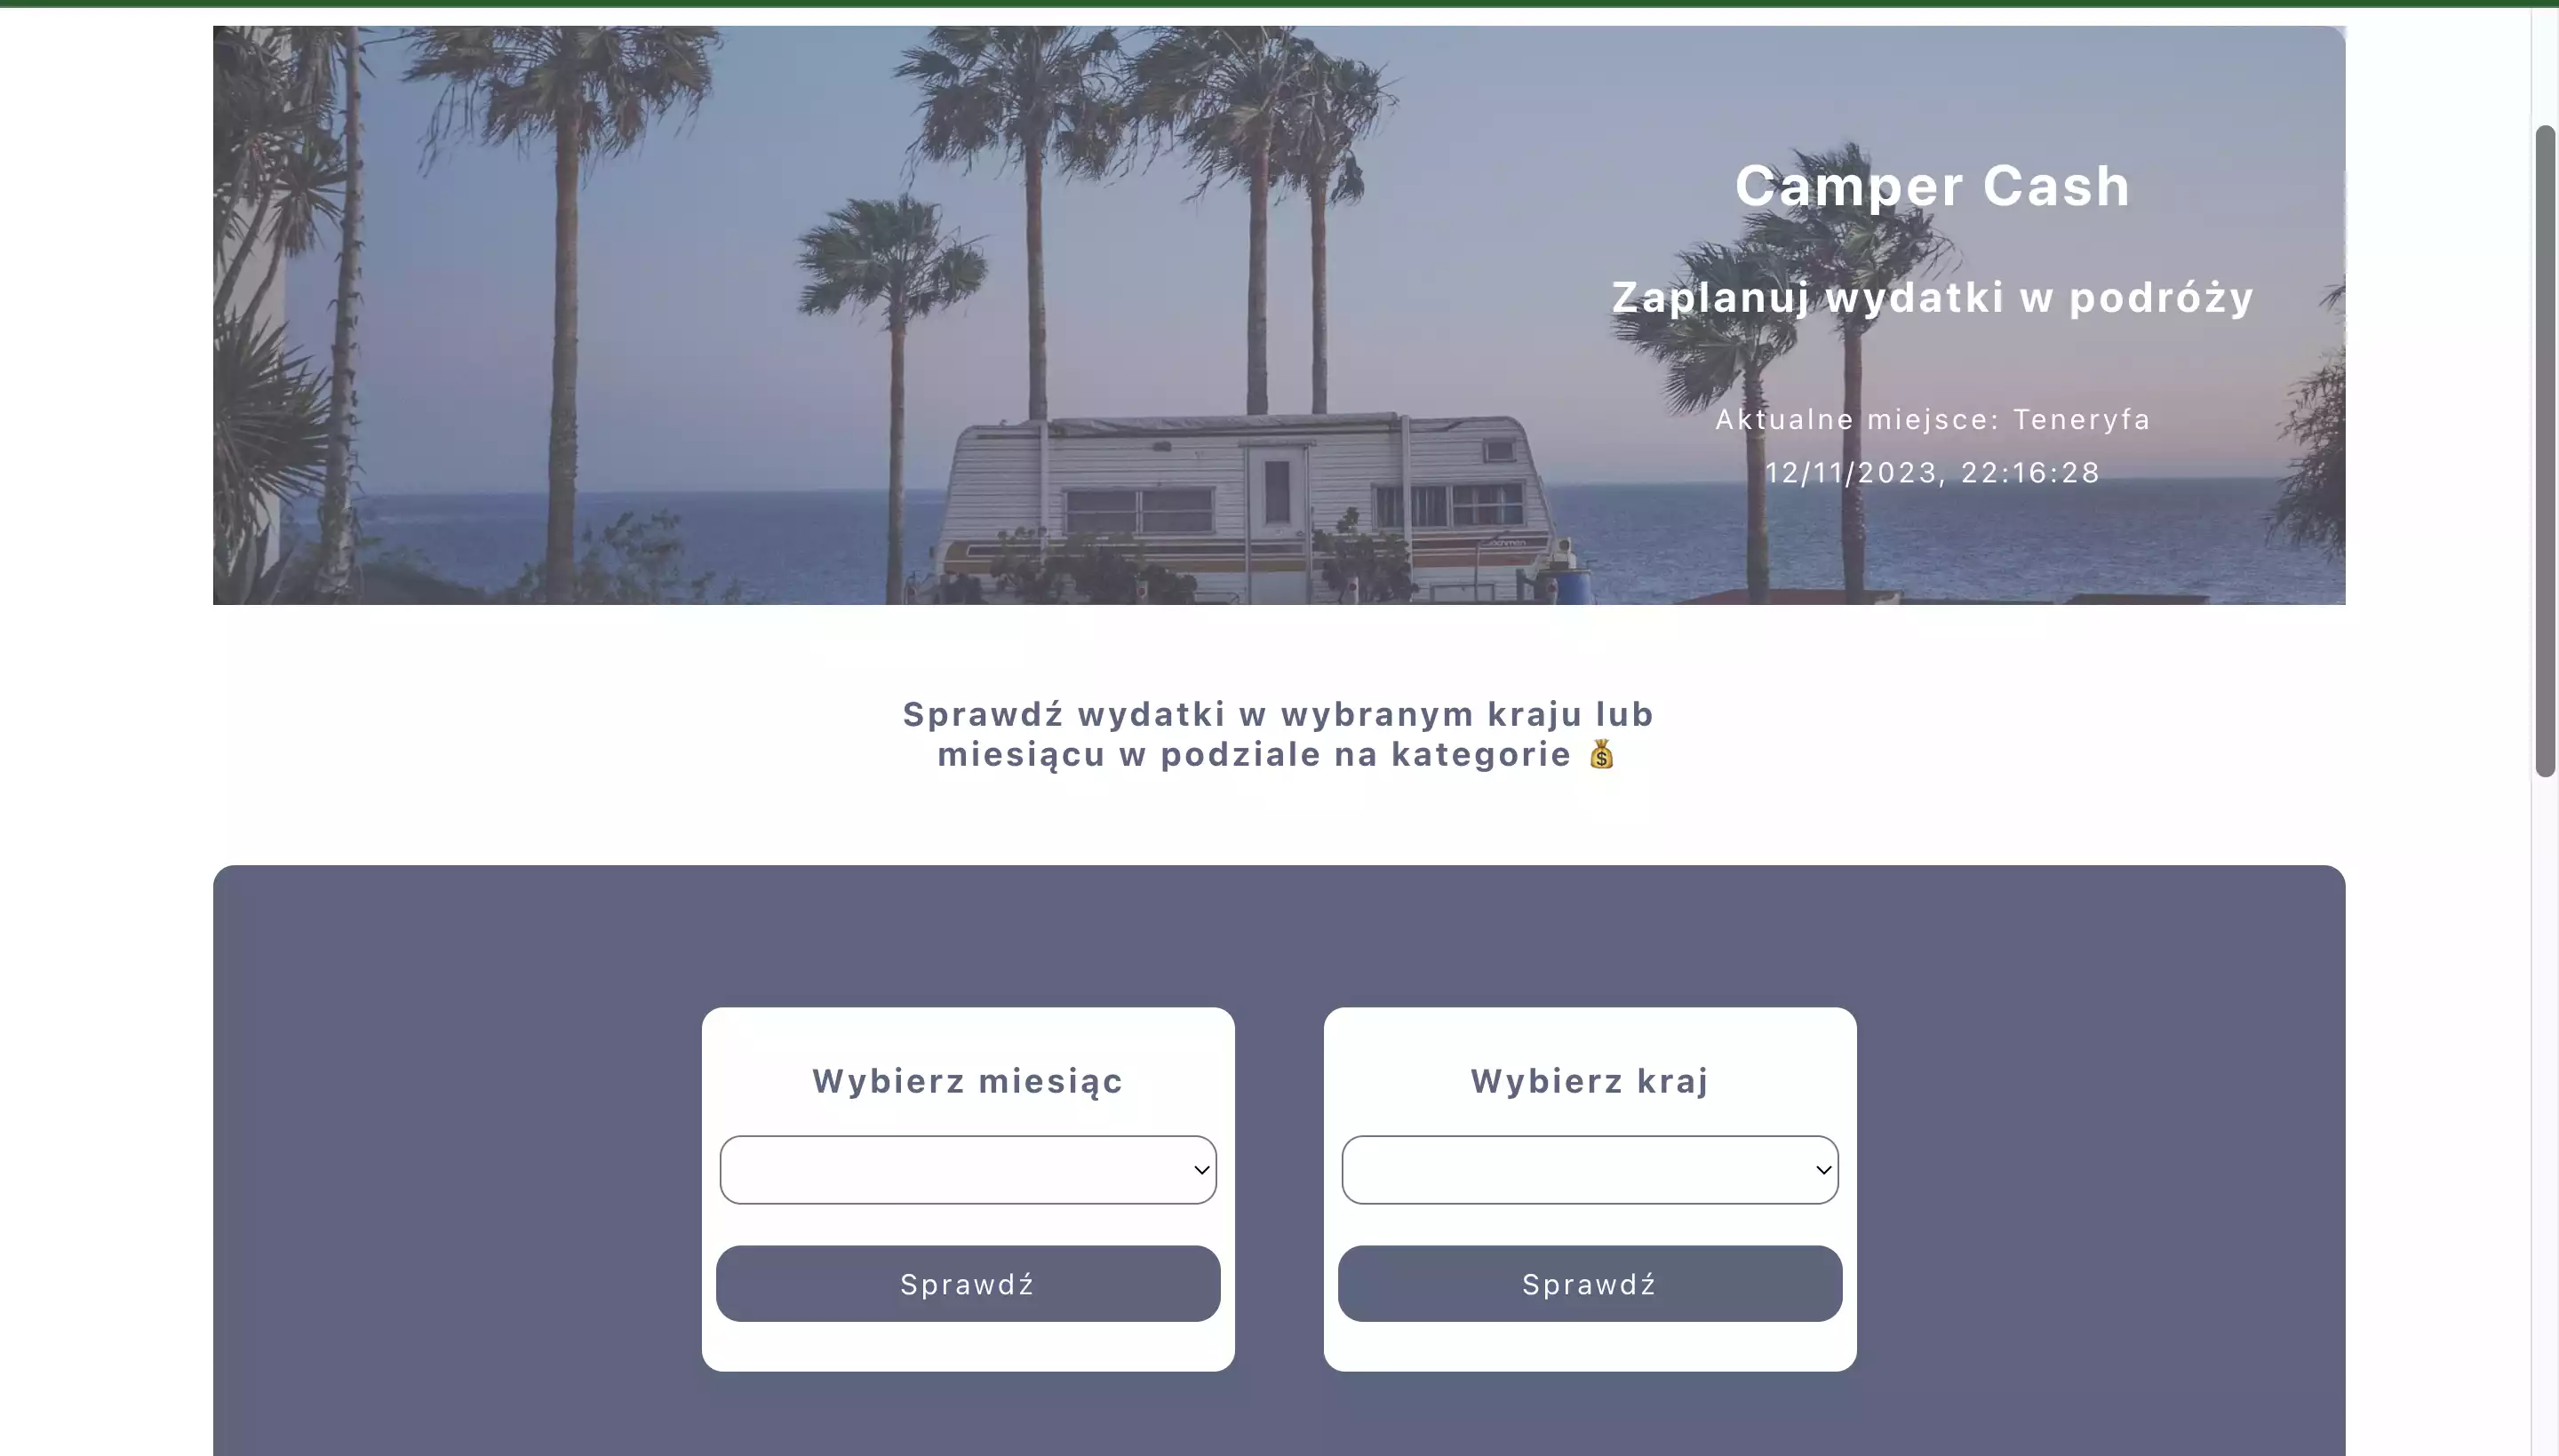 Camper Cash
Zaplanuj wydatki w podróży
Aktualne miejsce: Teneryfa
12/11/2023, 22:16:28
Sprawdź wydatki w wybranym kraju lub
miesiącu w podziale na kategorie 💰
Wybierz miesiąc
Sprawdź
Wybierz kraj
Sprawdź